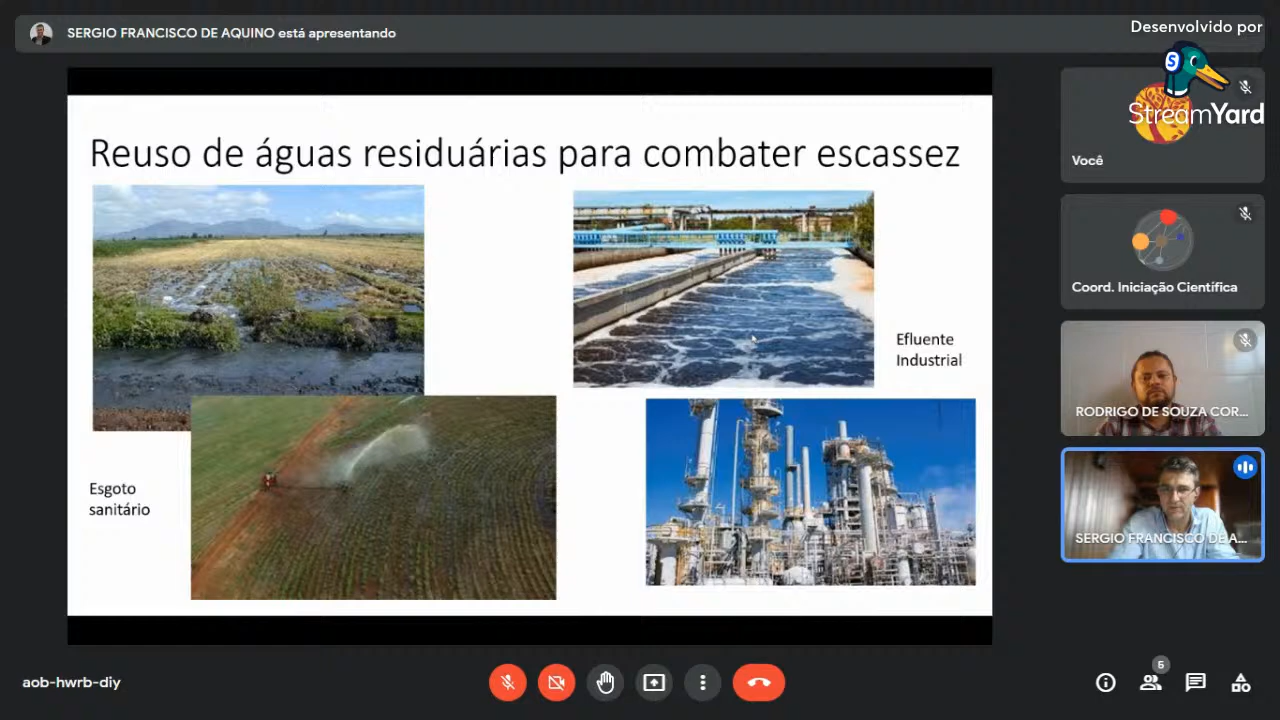 SERGIO FRANCISCO DE AQUINO está apresentando
Desenvolvido por
S
StreamYard
Reuso de águas residuárias para combater escassez
Efluente
Industrial
Esgoto
sanitário
Você
Coord. Iniciação Científica
RODRIGO DE SOUZA COR...
SERGIO FRANCISCO DE A...
aob-hwrb-diy
5